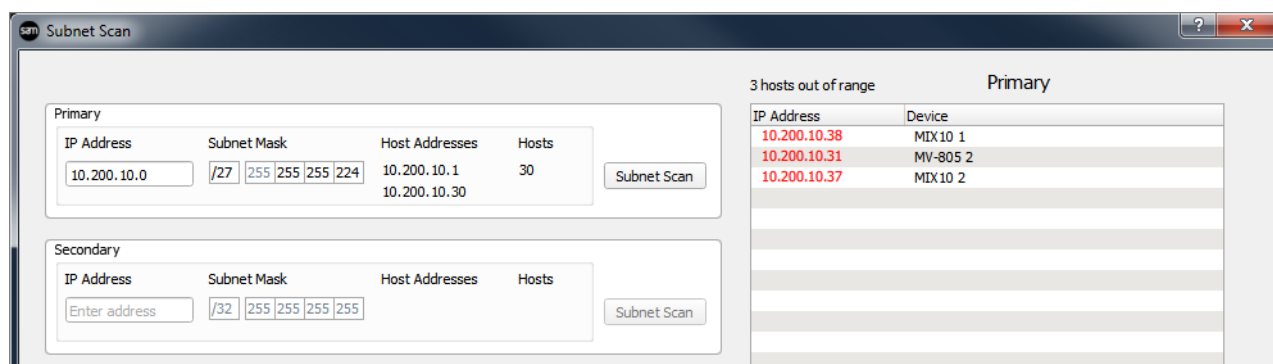 sam Subnet Scan
? X
3 hosts out of range Primary
Primary
IP Address Subnet Mask Host Addresses Hosts
10.200.10.0 /27 255 255 255 224 10.200.10.1 30 Subnet Scan
10.200.10.30
Secondary
IP Address Subnet Mask Host Addresses Hosts
Enter address /32 255 255 255 255 Subnet Scan
IP Address Device
10.200.10.38 MIX10 1
10.200.10.31 MV-805 2
10.200.10.37 MIX10 2